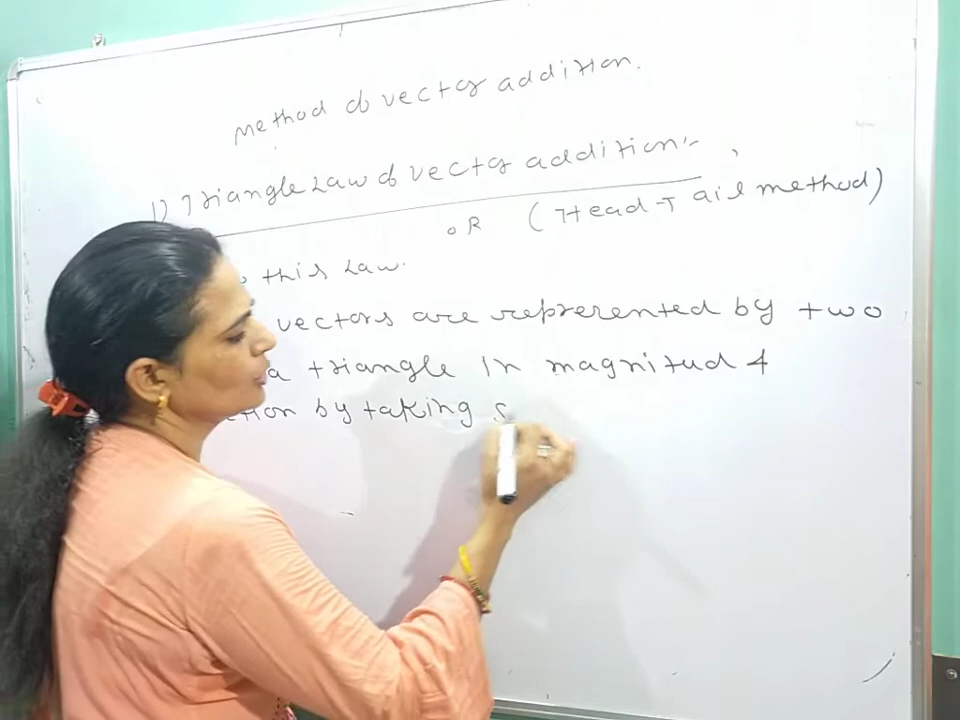 Method of vector addition.
1) Triangle Law of vector addition:-
OR (Head-Tail method)
this Law.
vectors are represented by two
a triangle in magnitud &
by taking s